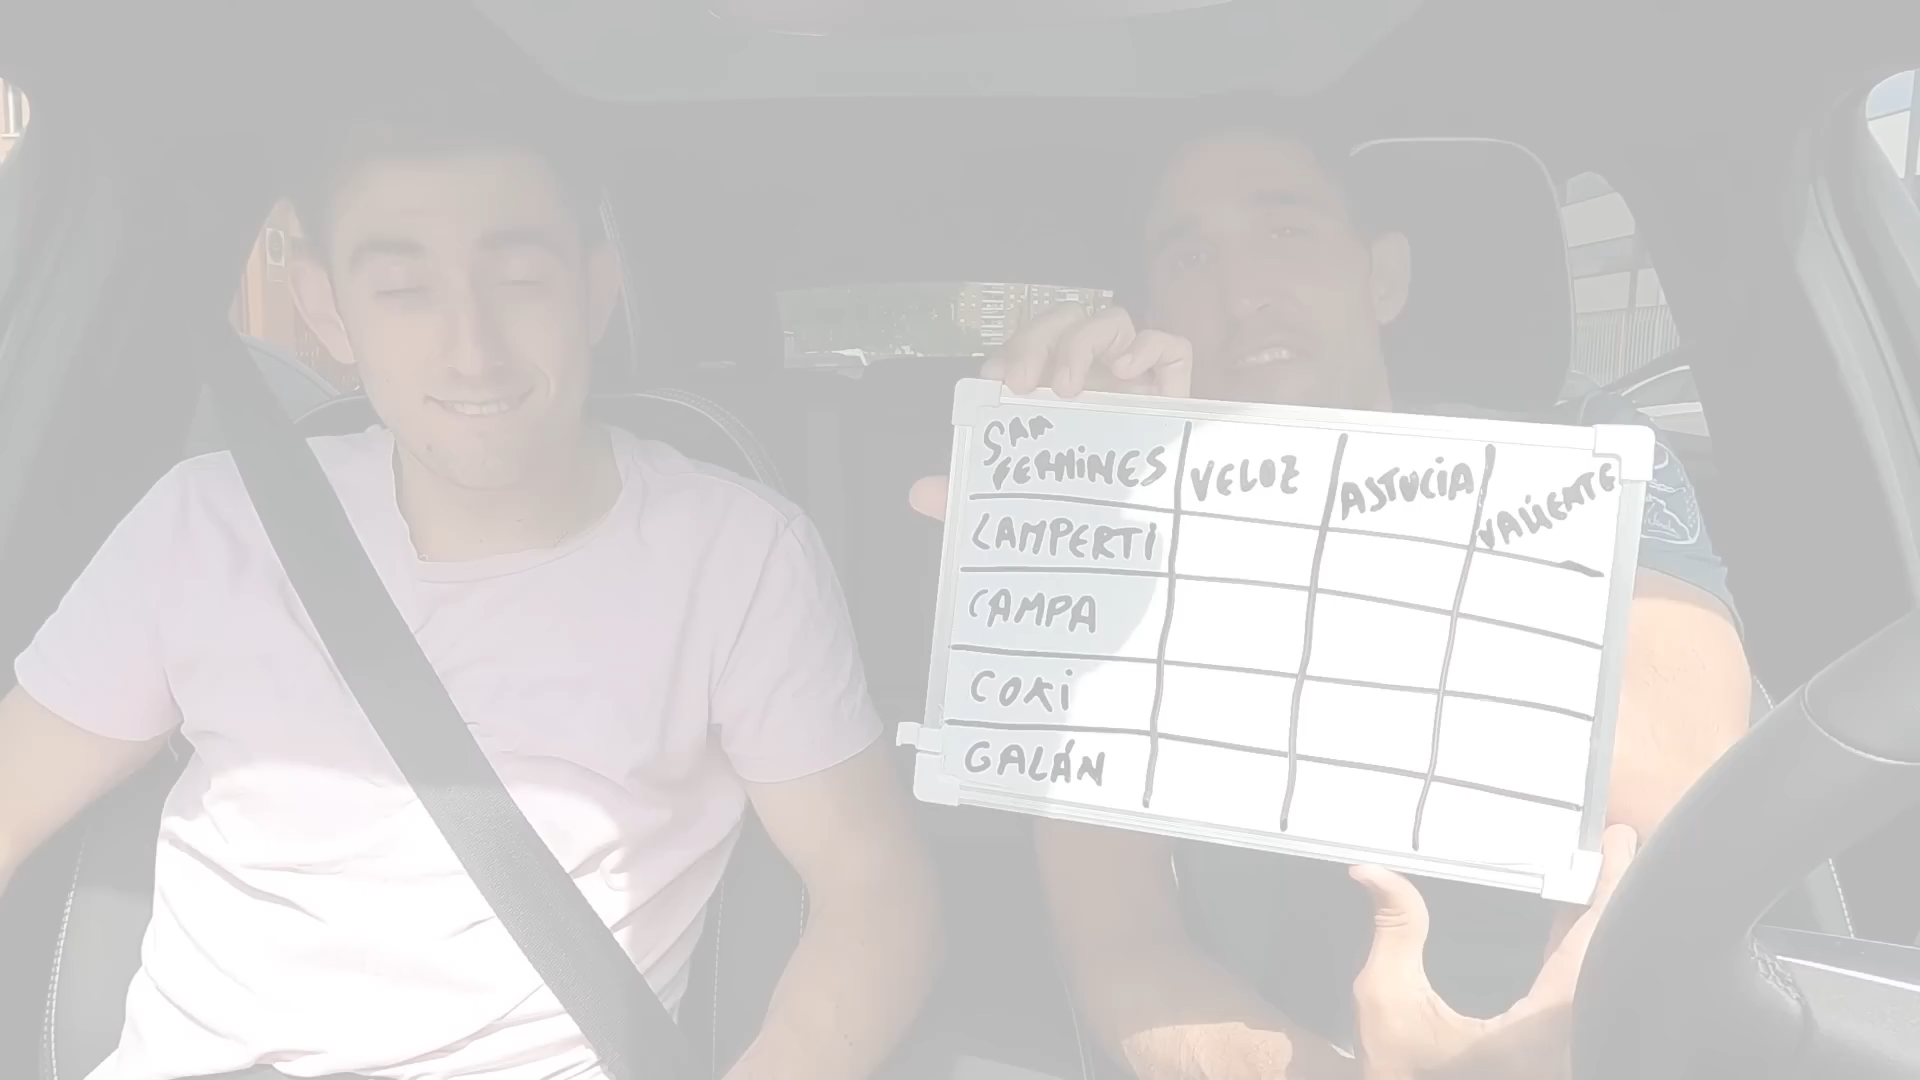 SAN
FERMINES VELOZ ASTUCIA VALIENTE
LAMPERTI
CAMPA
COKI
GALÁN